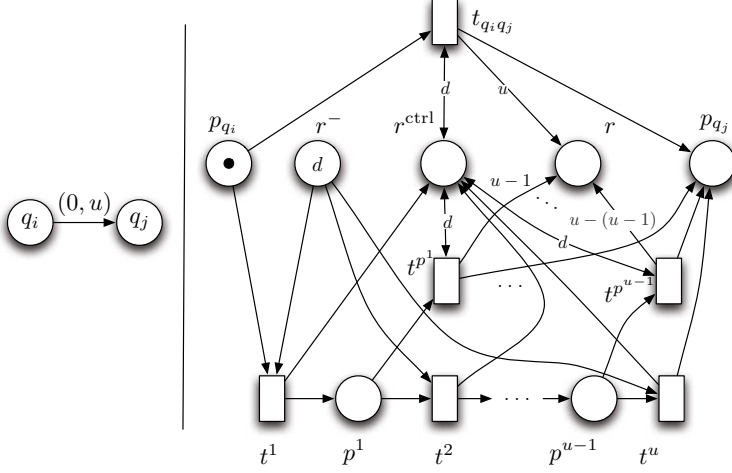 t_{q_i q_j}
d u
p_{q_i} r^− r^{ctrl} r p_{q_j}
d
u − 1
(0, u) . . . u − (u − 1)
q_i q_j d d
t^{p^1} . . . t^{p^{u−1}}
. . .
t^1 p^1 t^2 p^{u−1} t^u